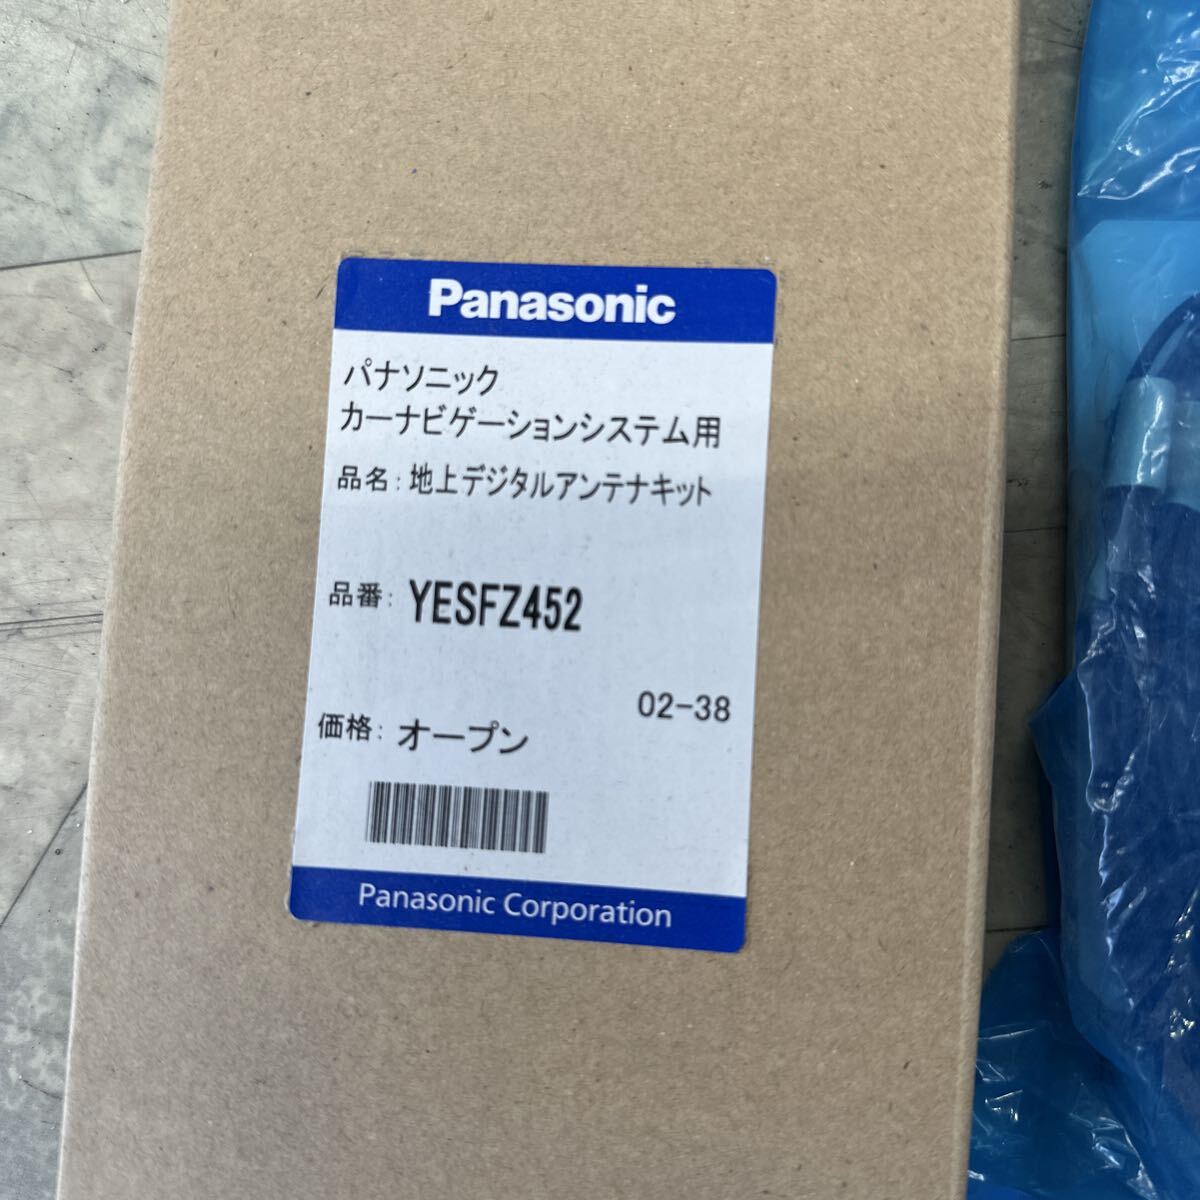 Panasonic
パナソニック
カーナビゲーションシステム用
品名：地上デジタルアンテナキット
品番：YESFZ452
02-38
価格：オープン
Panasonic Corporation